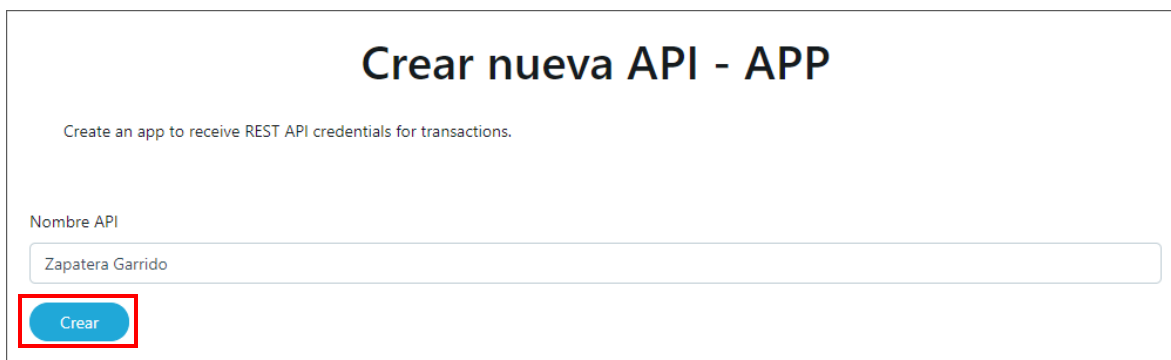 Crear nueva API - APP
Create an app to receive REST API credentials for transactions.
Nombre API
Zapatera Garrido
Crear